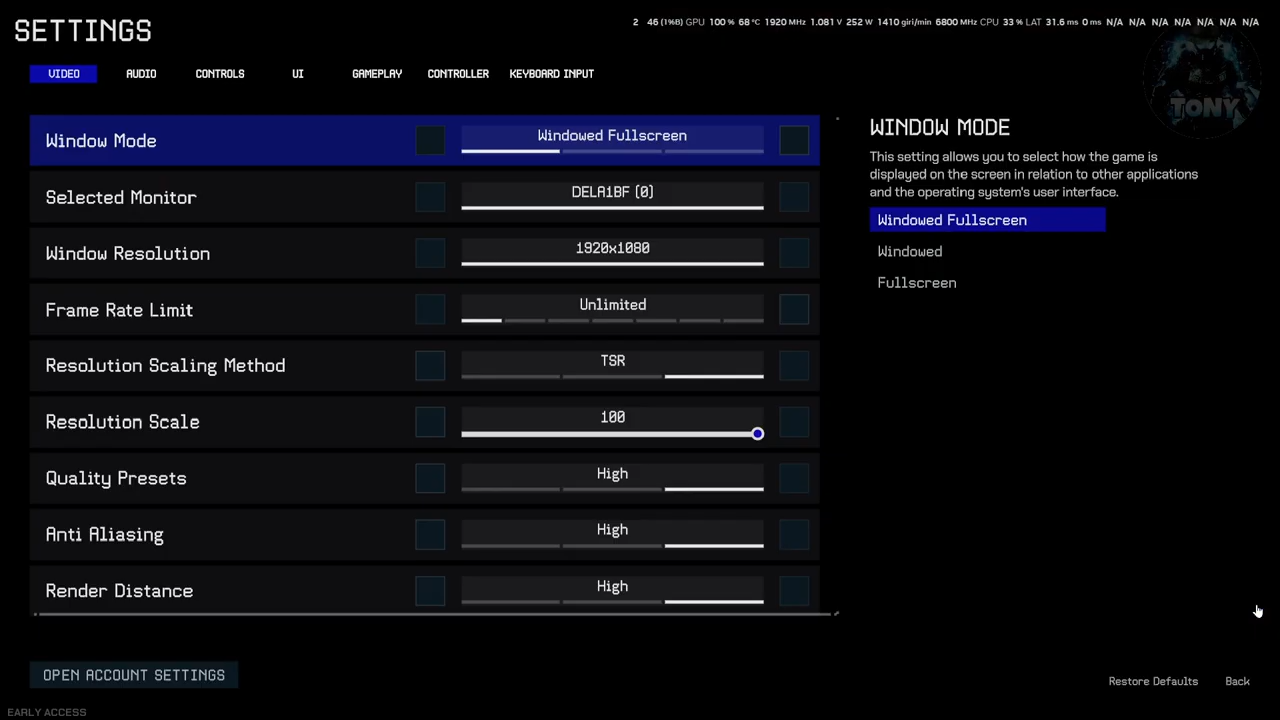 SETTINGS
2 46 (1%B) GPU 100 % 68 °C 1920 MHz 1.081 V 252 W 1410 giri/min 6800 MHz CPU 33 % LAT 31.6 ms 0 ms N/A N/A N/A N/A N/A N/A N/A
VIDEO AUDIO CONTROLS UI GAMEPLAY CONTROLLER KEYBOARD INPUT
TONY
Window Mode Windowed Fullscreen
Selected Monitor DELA1BF (0)
Window Resolution 1920x1080
Frame Rate Limit Unlimited
Resolution Scaling Method TSR
Resolution Scale 100
Quality Presets High
Anti Aliasing High
Render Distance High
WINDOW MODE
This setting allows you to select how the game is
displayed on the screen in relation to other applications
and the operating system's user interface.
Windowed Fullscreen
Windowed
Fullscreen
OPEN ACCOUNT SETTINGS
Restore Defaults Back
EARLY ACCESS